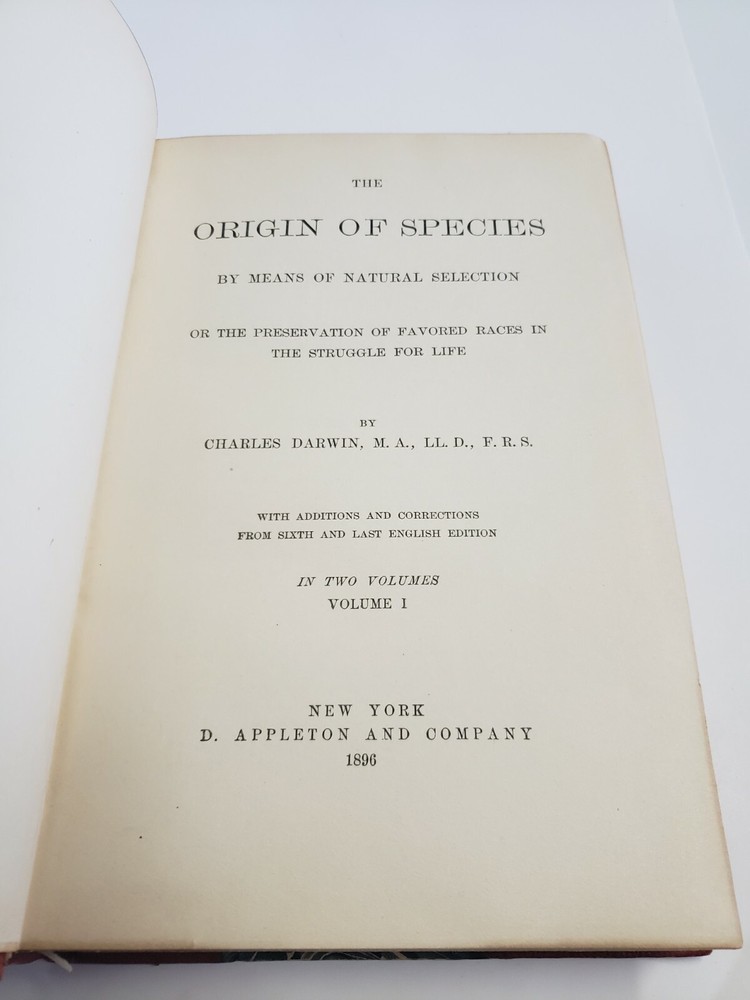 THE
ORIGIN OF SPECIES
BY MEANS OF NATURAL SELECTION
OR THE PRESERVATION OF FAVORED RACES IN
THE STRUGGLE FOR LIFE
BY
CHARLES DARWIN, M. A., LL. D., F. R. S.
WITH ADDITIONS AND CORRECTIONS
FROM SIXTH AND LAST ENGLISH EDITION
IN TWO VOLUMES
VOLUME I
NEW YORK
D. APPLETON AND COMPANY
1896